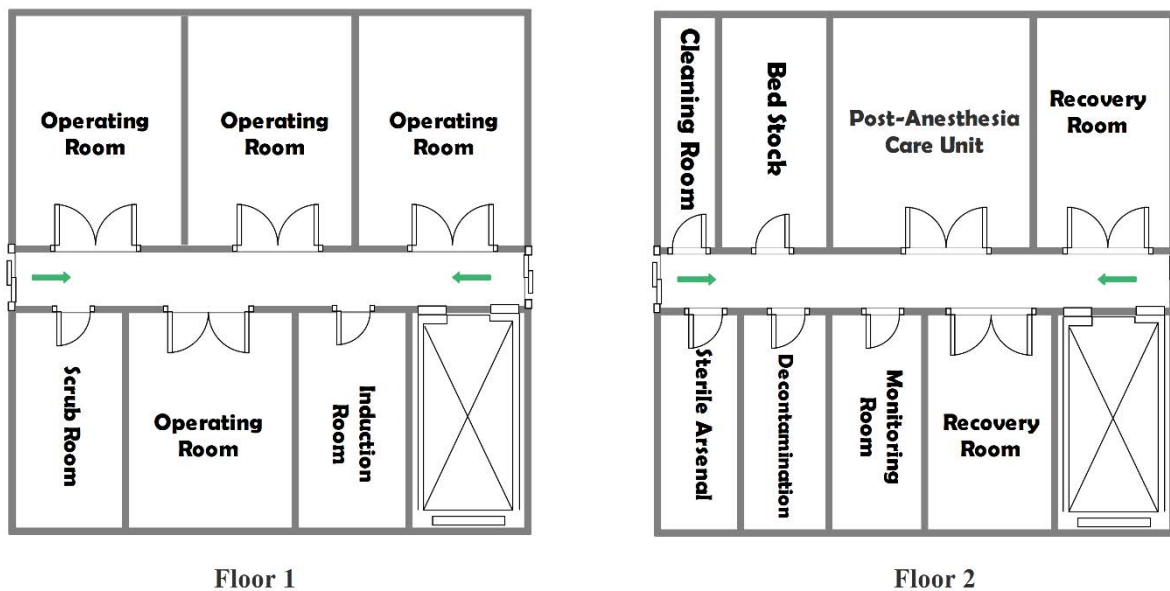 Operating
Room
Operating
Room
Operating
Room
Scrub Room
Operating
Room
Induction
Room
Floor 1
Cleaning Room
Bed Stock
Post-Anesthesia
Care Unit
Recovery
Room
Sterile Arsenal
Decontamination
Monitoring
Room
Recovery
Room
Floor 2